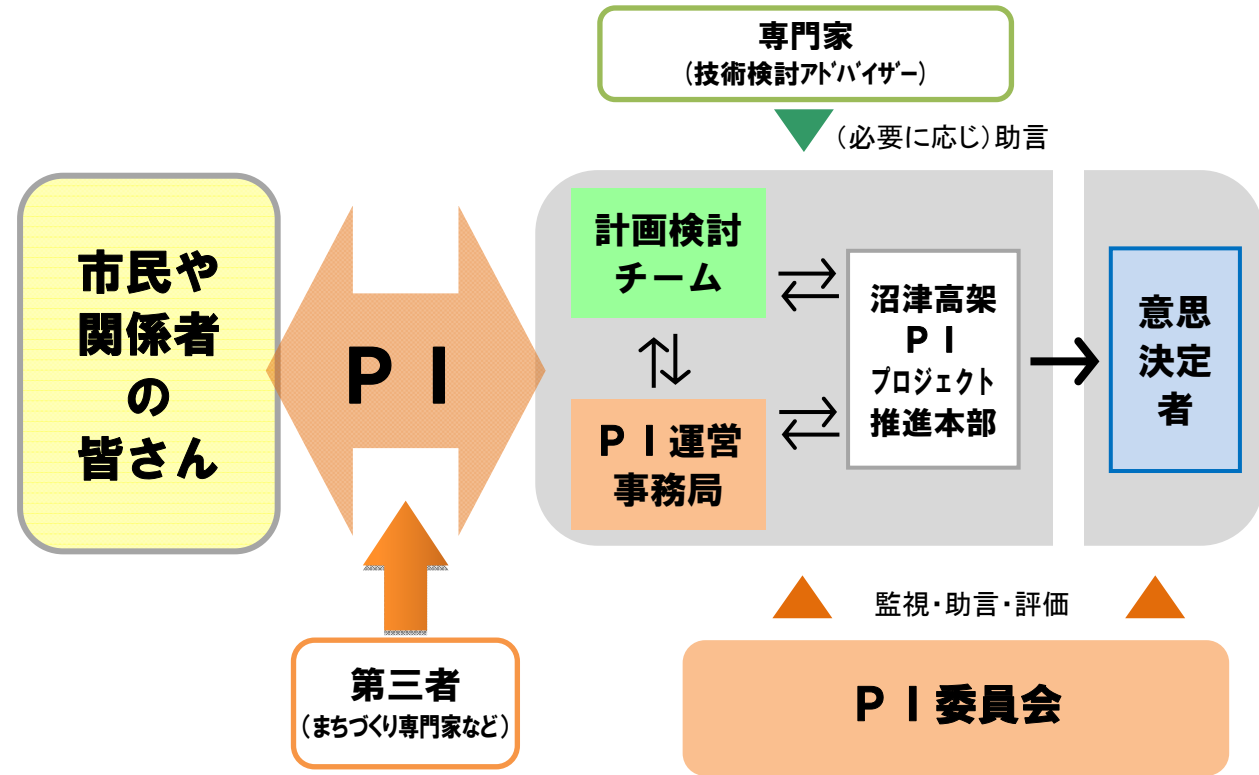 専門家
(技術検討アドバイザー)
(必要に応じ)助言
市民や
関係者
の
皆さん
ＰＩ
計画検討
チーム
ＰＩ運営
事務局
沼津高架
ＰＩ
プロジェクト
推進本部
意思
決定
者
監視・助言・評価
第三者
(まちづくり専門家など)
ＰＩ委員会